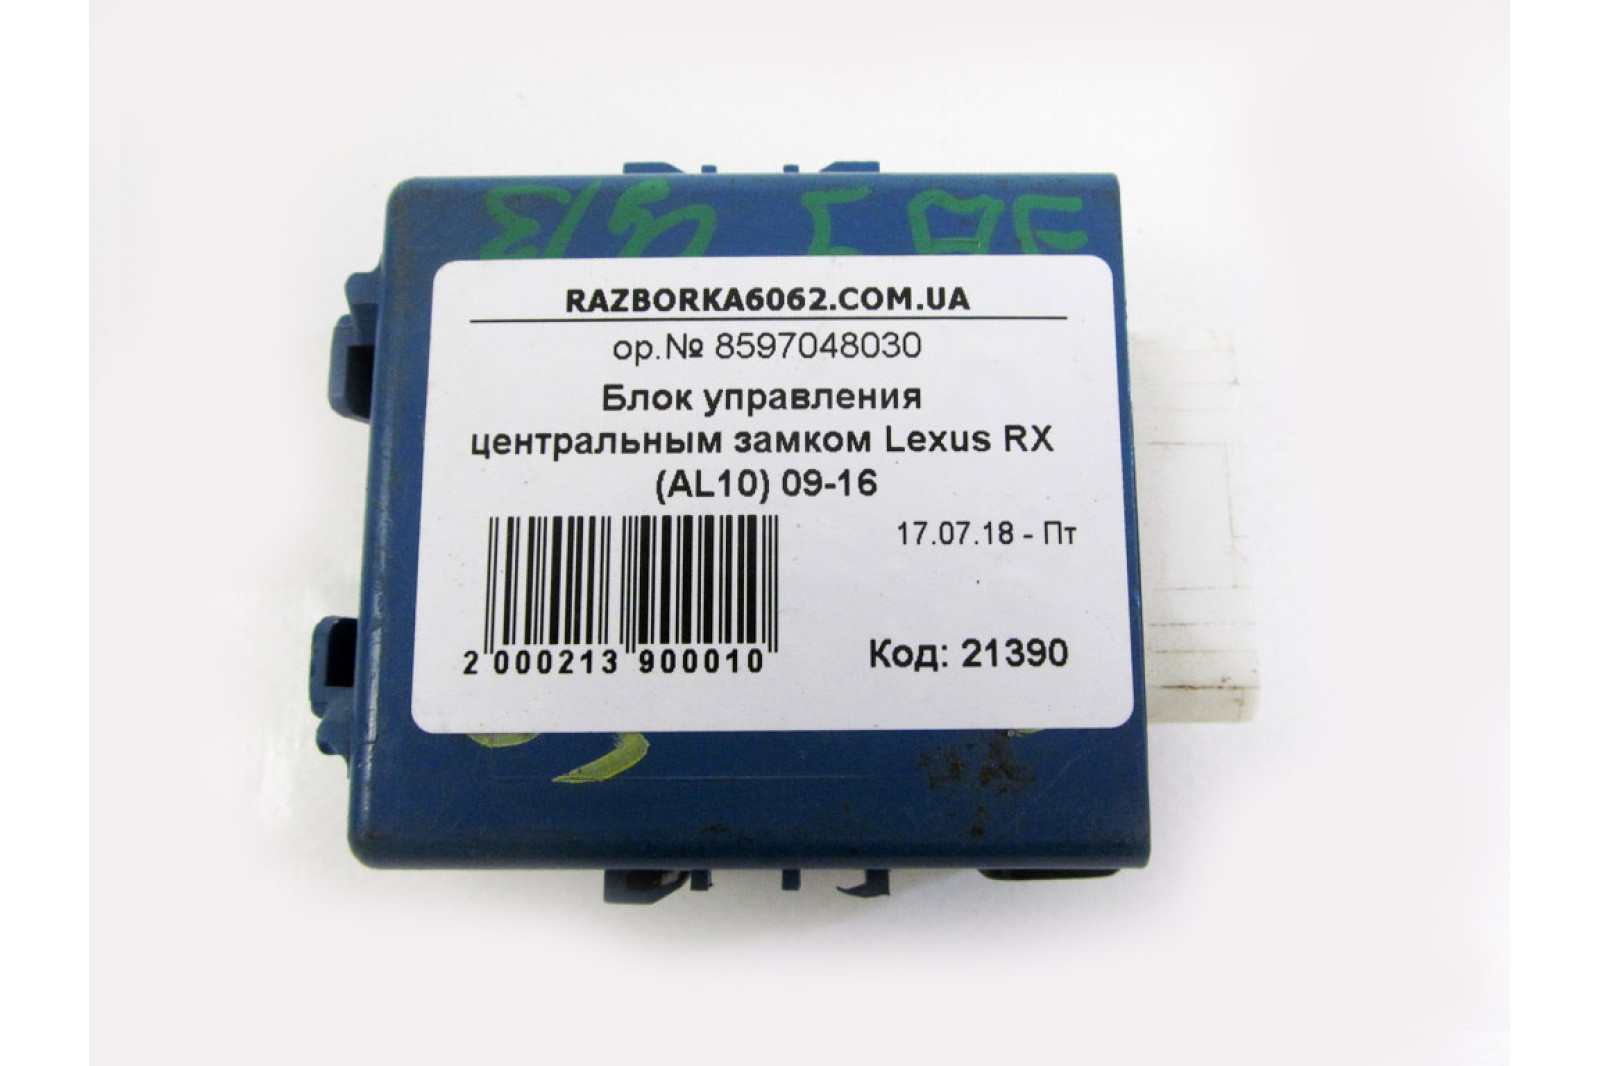 RAZBORKA6062.COM.UA
ор.№ 8597048030
Блок управления
центральным замком Lexus RX
(AL10) 09-16
17.07.18 - Пт
2 000213 900010
Код: 21390